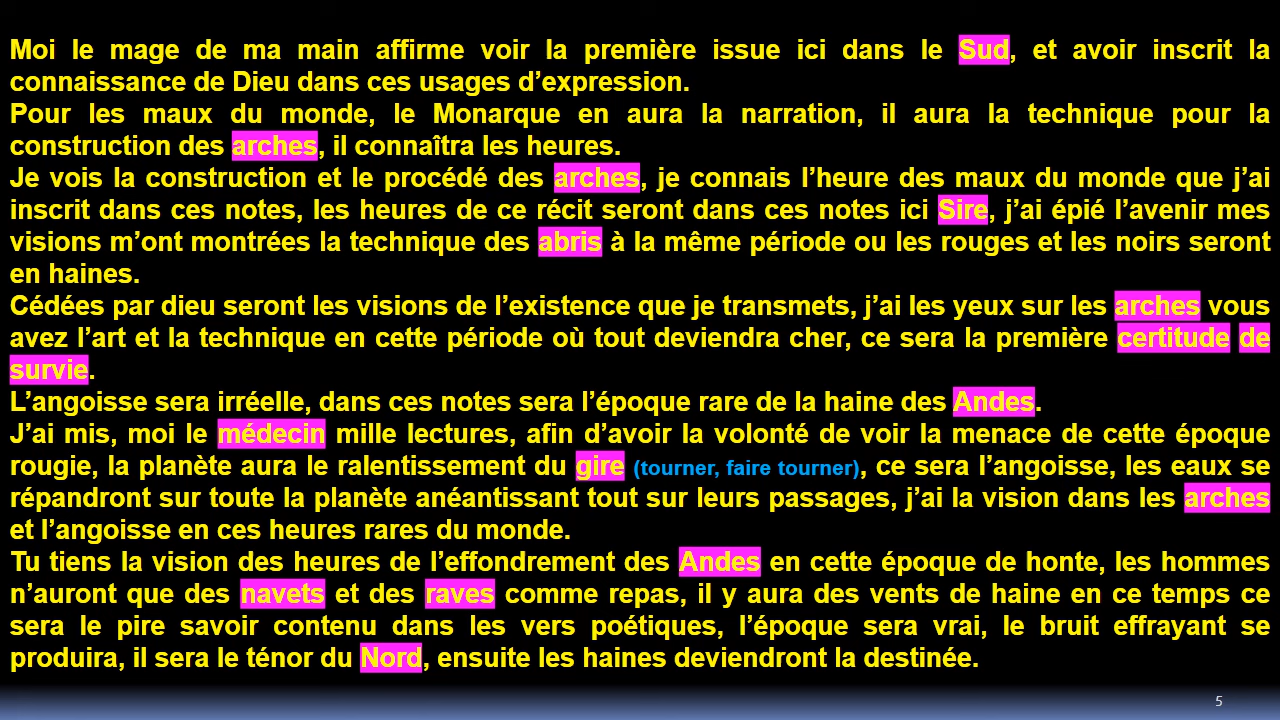 Moi le mage de ma main affirme voir la première issue ici dans le Sud, et avoir inscrit la
connaissance de Dieu dans ces usages d’expression.
Pour les maux du monde, le Monarque en aura la narration, il aura la technique pour la
construction des arches, il connaîtra les heures.
Je vois la construction et le procédé des arches, je connais l’heure des maux du monde que j’ai
inscrit dans ces notes, les heures de ce récit seront dans ces notes ici Sire, j’ai épié l’avenir mes
visions m’ont montrées la technique des abris à la même période ou les rouges et les noirs seront
en haines.
Cédées par dieu seront les visions de l’existence que je transmets, j’ai les yeux sur les arches vous
avez l’art et la technique en cette période où tout deviendra cher, ce sera la première certitude de
survie.
L’angoisse sera irréelle, dans ces notes sera l’époque rare de la haine des Andes.
J’ai mis, moi le médecin mille lectures, afin d’avoir la volonté de voir la menace de cette époque
rougie, la planète aura le ralentissement du gire (tourner, faire tourner), ce sera l’angoisse, les eaux se
répandront sur toute la planète anéantissant tout sur leurs passages, j’ai la vision dans les arches
et l’angoisse en ces heures rares du monde.
Tu tiens la vision des heures de l’effondrement des Andes en cette époque de honte, les hommes
n’auront que des navets et des raves comme repas, il y aura des vents de haine en ce temps ce
sera le pire savoir contenu dans les vers poétiques, l’époque sera vrai, le bruit effrayant se
produira, il sera le ténor du Nord, ensuite les haines deviendront la destinée.
5